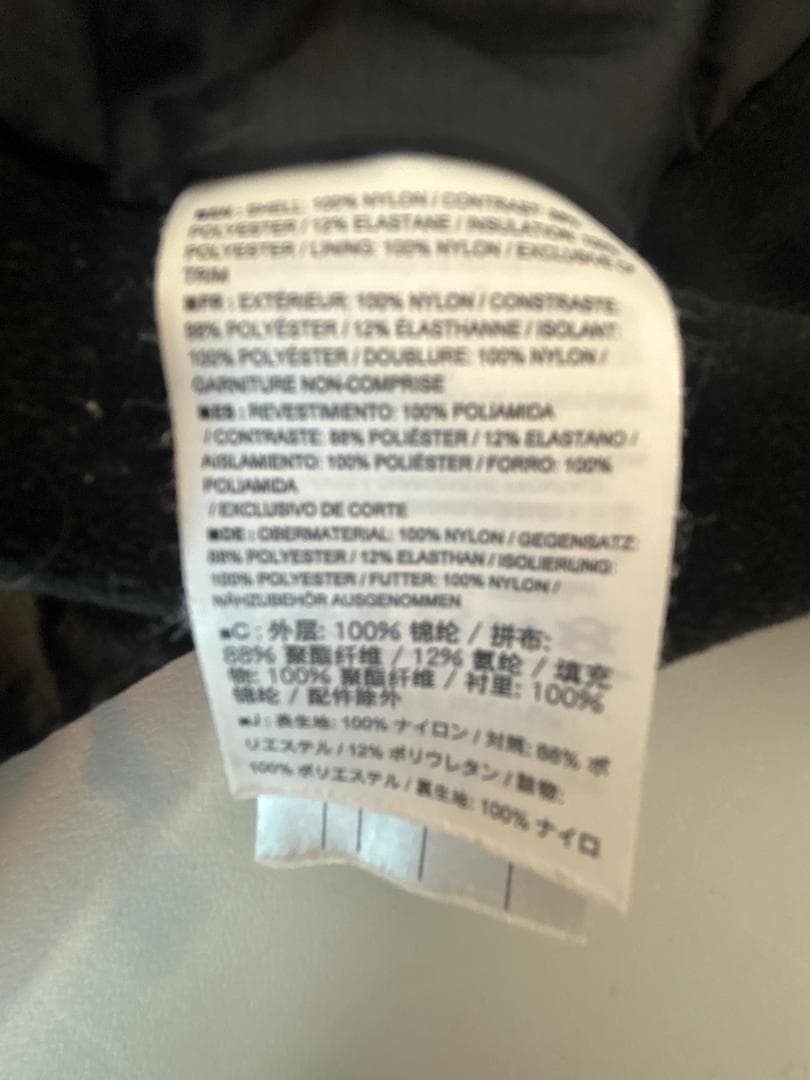 : SHELL: 100% NYLON / CONTRAST: 88%
POLYESTER / 12% ELASTANE / INSULATION: 100%
POLYESTER / LINING: 100% NYLON / EXCLUSIVE OF
TRIM
■FR : EXTÉRIEUR: 100% NYLON / CONSTRASTE:
88% POLYÉSTER / 12% ÉLASTHANNE / ISOLANT:
100% POLYÉSTER / DOUBLURE: 100% NYLON /
GARNITURE NON-COMPRISE
■ES : REVESTIMIENTO: 100% POLIAMIDA
/ CONTRASTE: 88% POLIÉSTER / 12% ELASTANO /
AISLAMIENTO: 100% POLIÉSTER / FORRO: 100%
POLIAMIDA
/ EXCLUSIVO DE CORTE
■DE : OBERMATERIAL: 100% NYLON / GEGENSATZ:
88% POLYESTER / 12% ELASTHAN / ISOLIERUNG:
100% POLYESTER / FUTTER: 100% NYLON /
NÄHZUBEHÖR AUSGENOMMEN
■C : 外层: 100% 锦纶 / 拼布:
88% 聚酯纤维 / 12% 氨纶 / 填充
物: 100% 聚酯纤维 / 衬里: 100%
锦纶 / 配件除外
■J : 表生地: 100% ナイロン / 対照: 88% ポ
リエステル / 12% ポリウレタン / 詰物:
100% ポリエステル / 裏生地: 100% ナイロ